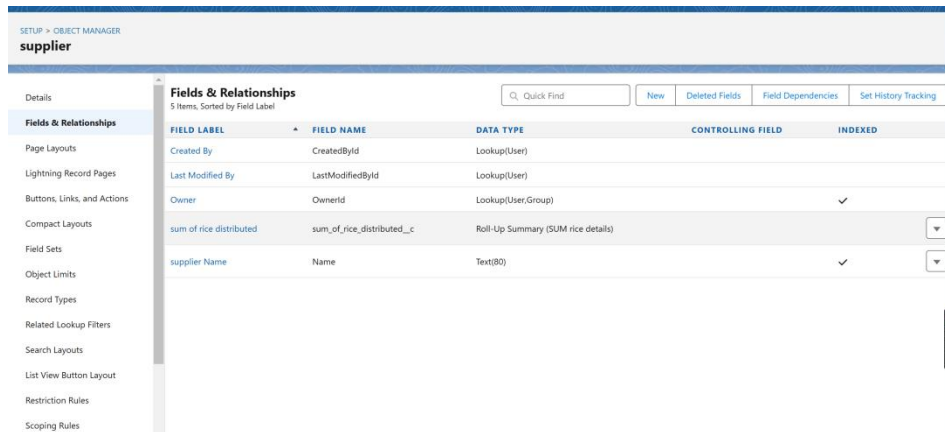 SETUP > OBJECT MANAGER
supplier
Details
Fields & Relationships
Page Layouts
Lightning Record Pages
Buttons, Links, and Actions
Compact Layouts
Field Sets
Object Limits
Record Types
Related Lookup Filters
Search Layouts
List View Button Layout
Restriction Rules
Scoping Rules
Fields & Relationships
5 Items, Sorted by Field Label
Quick Find
New
Deleted Fields
Field Dependencies
Set History Tracking
FIELD LABEL FIELD NAME DATA TYPE CONTROLLING FIELD INDEXED
Created By CreatedById Lookup(User)
Last Modified By LastModifiedById Lookup(User)
Owner OwnerId Lookup(User,Group)
sum of rice distributed sum_of_rice_distributed__c Roll-Up Summary (SUM rice details)
supplier Name Name Text(80)